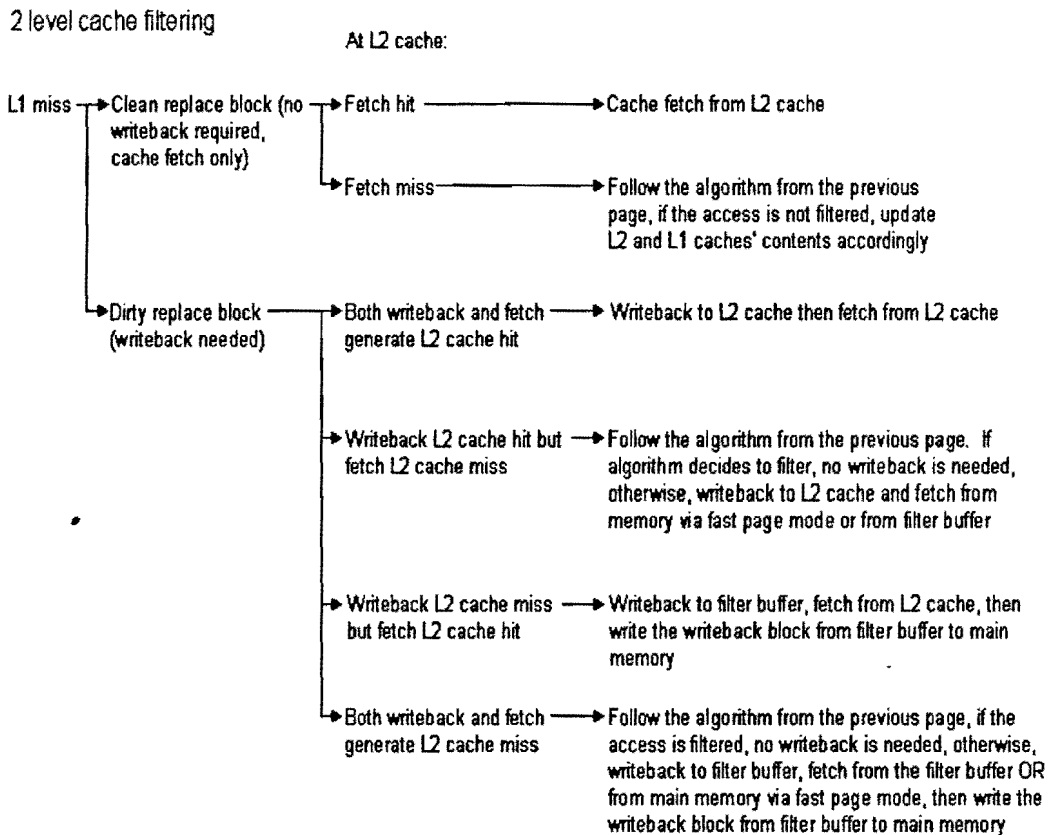 2 level cache filtering
At L2 cache:
L1 miss
Clean replace block (no
writeback required,
cache fetch only)
Fetch hit
Cache fetch from L2 cache
Fetch miss
Follow the algorithm from the previous
page, if the access is not filtered, update
L2 and L1 caches' contents accordingly
Dirty replace block
(writeback needed)
Both writeback and fetch
generate L2 cache hit
Writeback to L2 cache then fetch from L2 cache
Writeback L2 cache hit but
fetch L2 cache miss
Follow the algorithm from the previous page. If
algorithm decides to filter, no writeback is needed,
otherwise, writeback to L2 cache and fetch from
memory via fast page mode or from filter buffer
Writeback L2 cache miss
but fetch L2 cache hit
Writeback to filter buffer, fetch from L2 cache, then
write the writeback block from filter buffer to main
memory
Both writeback and fetch
generate L2 cache miss
Follow the algorithm from the previous page, if the
access is filtered, no writeback is needed, otherwise,
writeback to filter buffer, fetch from the filter buffer OR
from main memory via fast page mode, then write the
writeback block from filter buffer to main memory